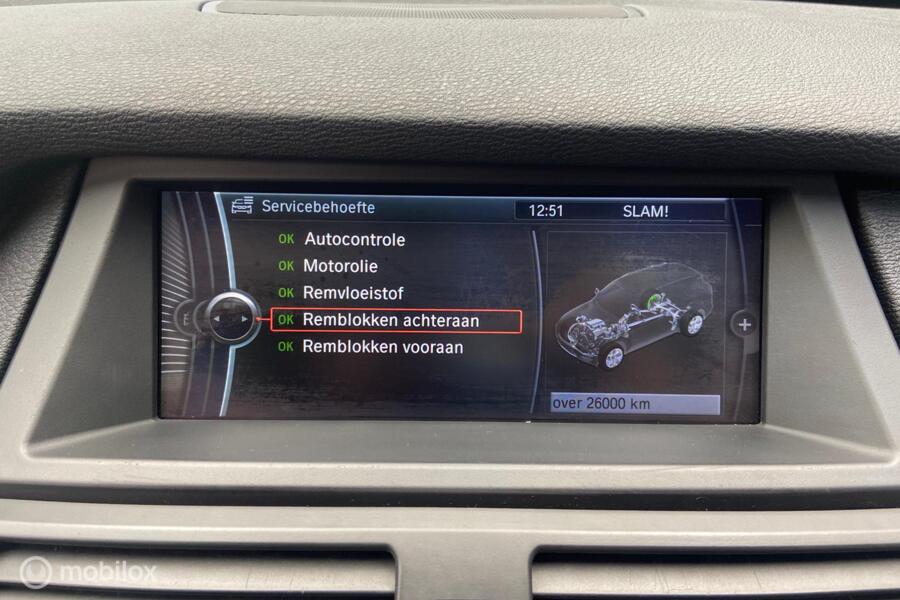 Servicebehoefte 12:51 SLAM!
OK Autocontrole
OK Motorolie
OK Remvloeistof
OK Remblokken achteraan
OK Remblokken vooraan
over 26000 km
mobilox